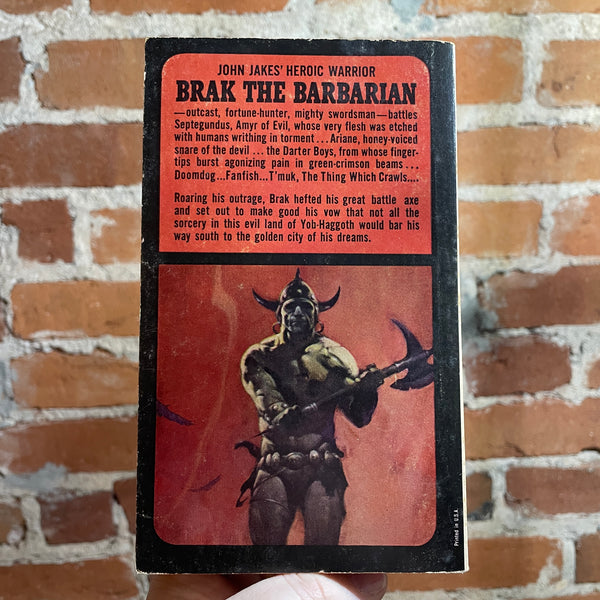 JOHN JAKES' HEROIC WARRIOR
BRAK THE BARBARIAN
—outcast, fortune-hunter, mighty swordsman—battles
Septegundus, Amyr of Evil, whose very flesh was etched
with humans writhing in torment... Ariane, honey-voiced
snare of the devil... the Darter Boys, from whose finger-
tips burst agonizing pain in green-crimson beams...
Doomdog...Fanfish...T'muk, The Thing Which Crawls....
Roaring his outrage, Brak hefted his great battle axe
and set out to make good his vow that not all the
sorcery in this evil land of Yob-Haggoth would bar his
way south to the golden city of his dreams.
Printed in U.S.A.